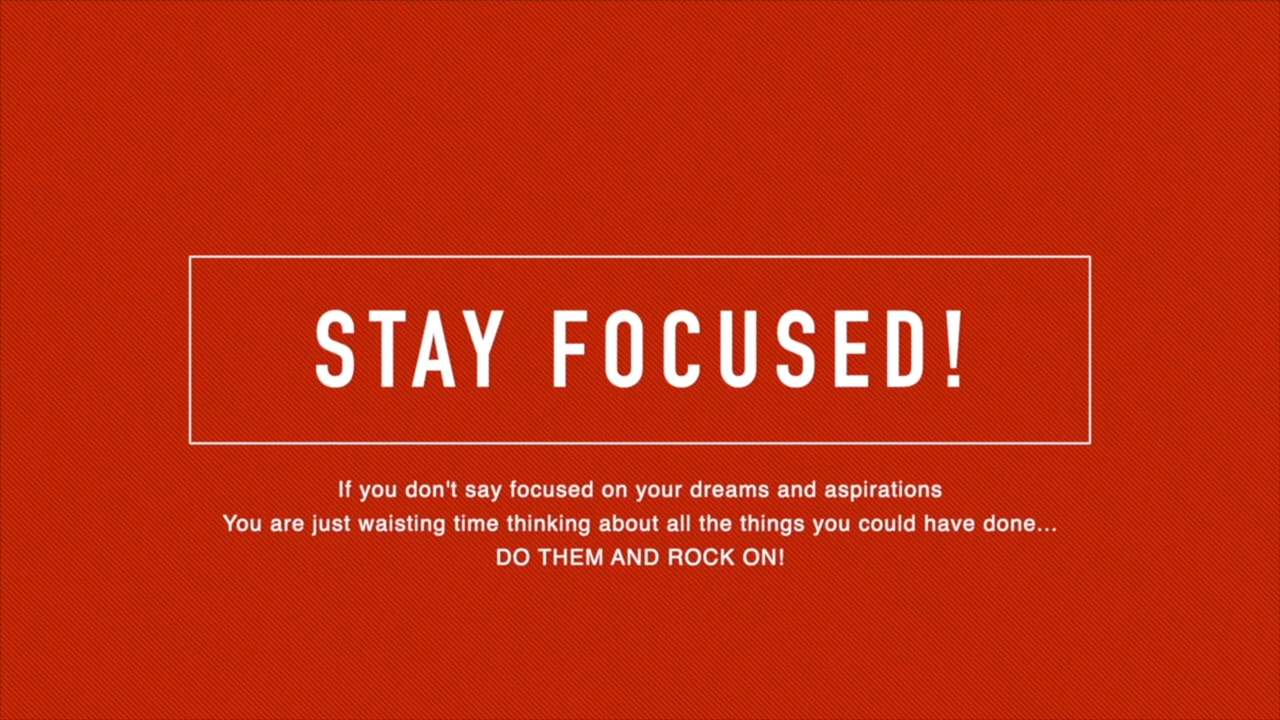 STAY FOCUSED!
If you don't say focused on your dreams and aspirations
You are just waisting time thinking about all the things you could have done...
DO THEM AND ROCK ON!